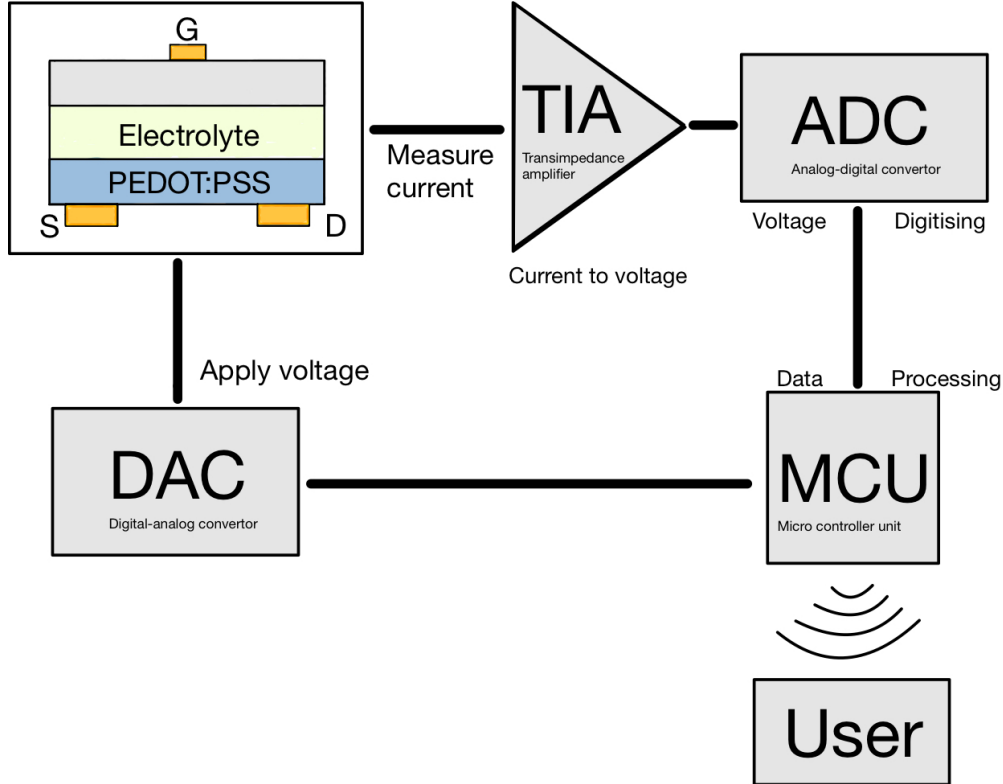 G
Electrolyte
PEDOT:PSS
S
D
Measure
current
TIA
Transimpedance
amplifier
Current to voltage
ADC
Analog-digital convertor
Voltage
Digitising
Apply voltage
Data
Processing
DAC
Digital-analog convertor
MCU
Micro controller unit
User